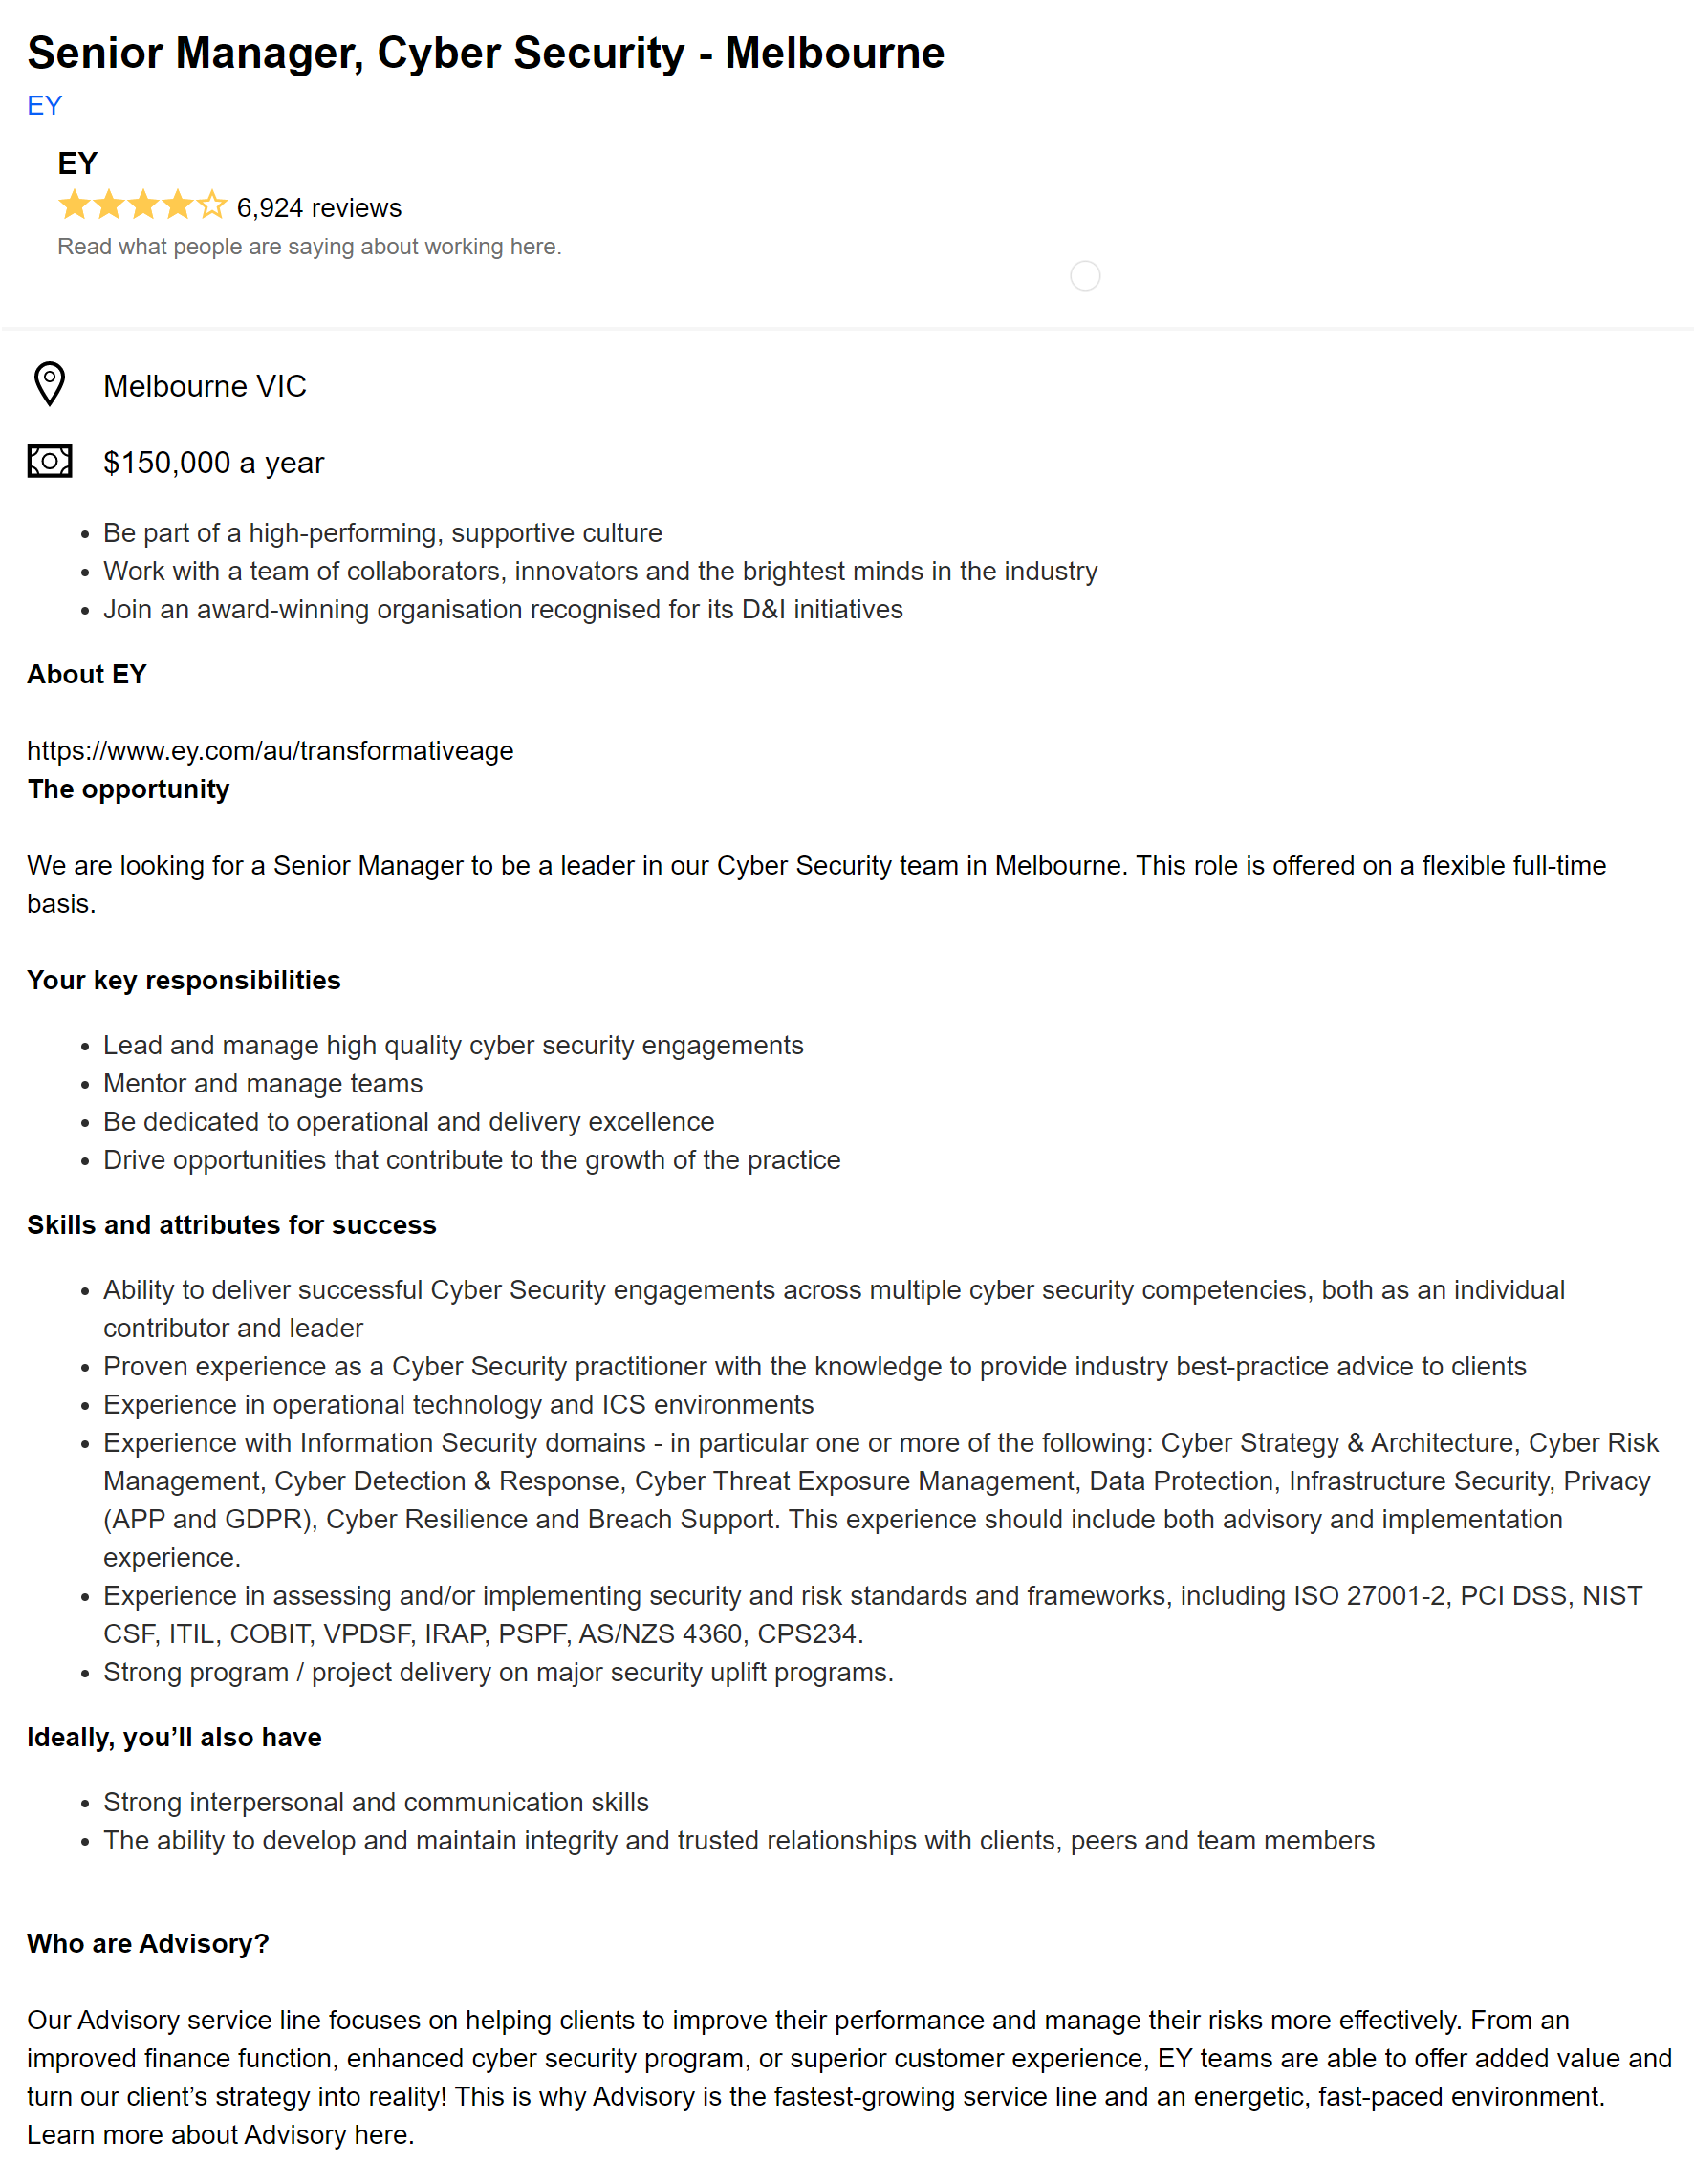 Senior Manager, Cyber Security - Melbourne
EY
EY
6,924 reviews
Read what people are saying about working here.
Melbourne VIC
$150,000 a year
• Be part of a high-performing, supportive culture
• Work with a team of collaborators, innovators and the brightest minds in the industry
• Join an award-winning organisation recognised for its D&I initiatives
About EY
https://www.ey.com/au/transformativeage
The opportunity
We are looking for a Senior Manager to be a leader in our Cyber Security team in Melbourne. This role is offered on a flexible full-time
basis.
Your key responsibilities
• Lead and manage high quality cyber security engagements
• Mentor and manage teams
• Be dedicated to operational and delivery excellence
• Drive opportunities that contribute to the growth of the practice
Skills and attributes for success
• Ability to deliver successful Cyber Security engagements across multiple cyber security competencies, both as an individual
contributor and leader
• Proven experience as a Cyber Security practitioner with the knowledge to provide industry best-practice advice to clients
• Experience in operational technology and ICS environments
• Experience with Information Security domains - in particular one or more of the following: Cyber Strategy & Architecture, Cyber Risk
Management, Cyber Detection & Response, Cyber Threat Exposure Management, Data Protection, Infrastructure Security, Privacy
(APP and GDPR), Cyber Resilience and Breach Support. This experience should include both advisory and implementation
experience.
• Experience in assessing and/or implementing security and risk standards and frameworks, including ISO 27001-2, PCI DSS, NIST
CSF, ITIL, COBIT, VPDSF, IRAP, PSPF, AS/NZS 4360, CPS234.
• Strong program / project delivery on major security uplift programs.
Ideally, you’ll also have
• Strong interpersonal and communication skills
• The ability to develop and maintain integrity and trusted relationships with clients, peers and team members
Who are Advisory?
Our Advisory service line focuses on helping clients to improve their performance and manage their risks more effectively. From an
improved finance function, enhanced cyber security program, or superior customer experience, EY teams are able to offer added value and
turn our client’s strategy into reality! This is why Advisory is the fastest-growing service line and an energetic, fast-paced environment.
Learn more about Advisory here.